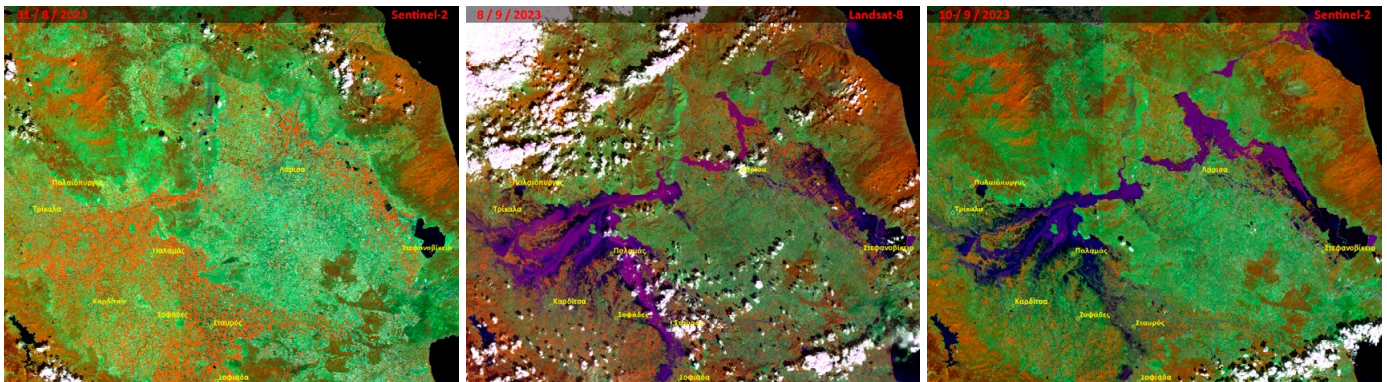 31 / 8 / 2023
Sentinel-2
Λάρισα
Παλαιόπυργος
Τρίκαλα
Στεφανοβίκειο
Παλαμάς
Καρδίτσα
Σοφάδες
Σταυρός
Σοφιάδα
8 / 9 / 2023
Landsat-8
Λάρισα
Παλαιόπυργος
Τρίκαλα
Στεφανοβίκειο
Παλαμάς
Καρδίτσα
Σοφάδες
Σταυρός
Σοφιάδα
10 / 9 / 2023
Sentinel-2
Λάρισα
Παλαιόπυργος
Τρίκαλα
Στεφανοβίκειο
Παλαμάς
Καρδίτσα
Σοφάδες
Σταυρός
Σοφιάδα